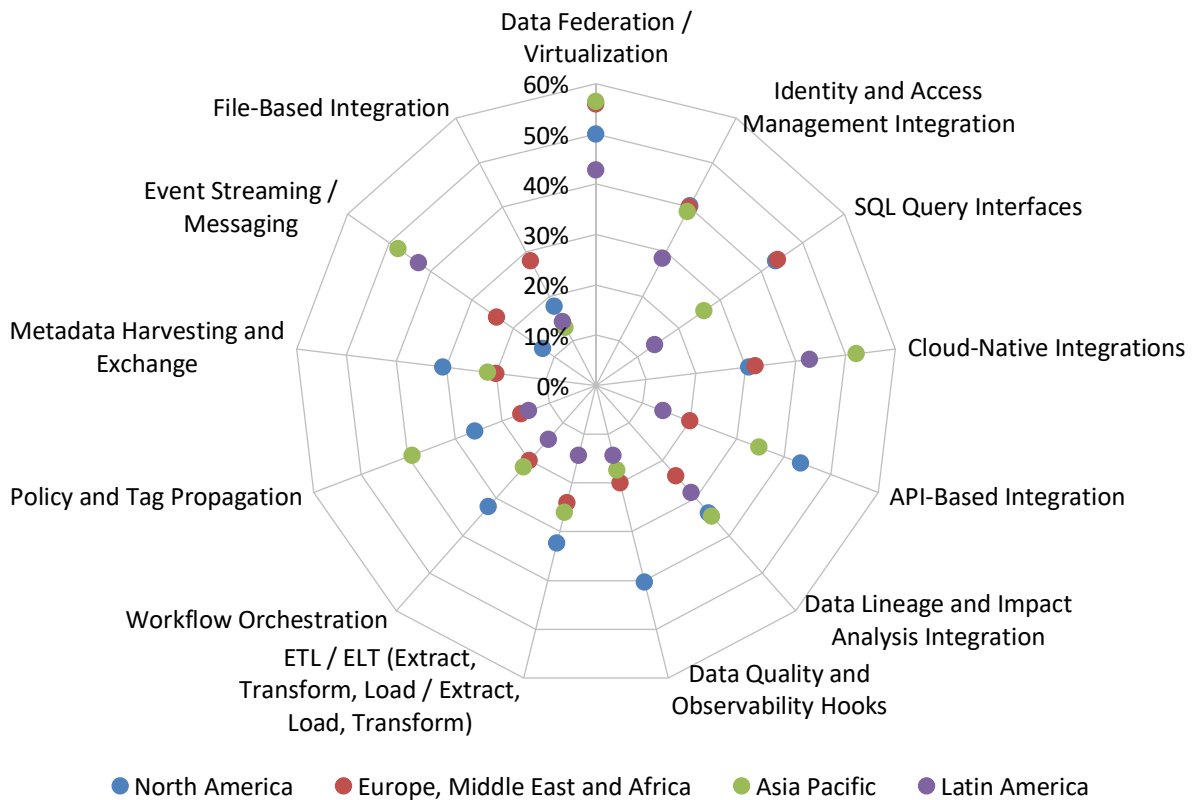 Data Federation /
Virtualization
Identity and Access
Management Integration
SQL Query Interfaces
Cloud-Native Integrations
API-Based Integration
Data Lineage and Impact
Analysis Integration
Data Quality and
Observability Hooks
ETL / ELT (Extract,
Transform, Load / Extract,
Load, Transform)
Workflow Orchestration
Policy and Tag Propagation
Metadata Harvesting and
Exchange
Event Streaming /
Messaging
File-Based Integration
60%
50%
40%
30%
20%
10%
0%
North America
Europe, Middle East and Africa
Asia Pacific
Latin America